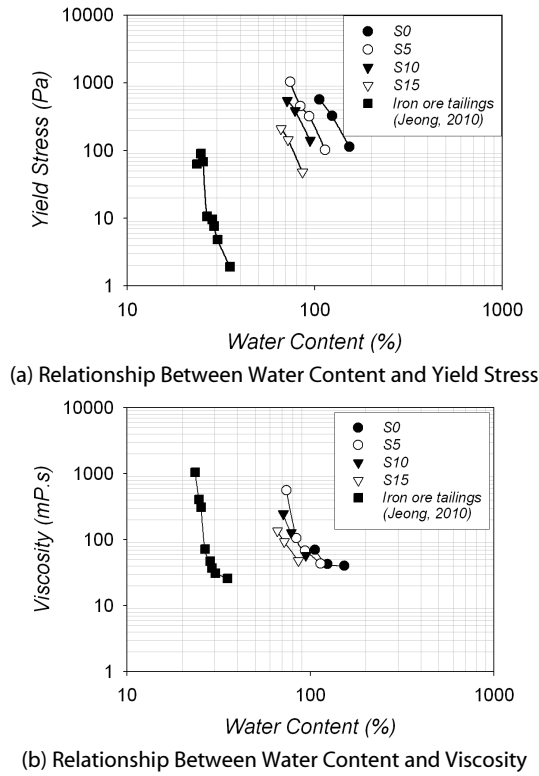 10000
1000
100
10
1
Yield Stress (Pa)
S0
S5
S10
S15
Iron ore tailings
(Jeong, 2010)
10 100 1000
Water Content (%)
(a) Relationship Between Water Content and Yield Stress
10000
1000
100
10
1
Viscosity (mP.s)
S0
S5
S10
S15
Iron ore tailings
(Jeong, 2010)
10 100 1000
Water Content (%)
(b) Relationship Between Water Content and Viscosity